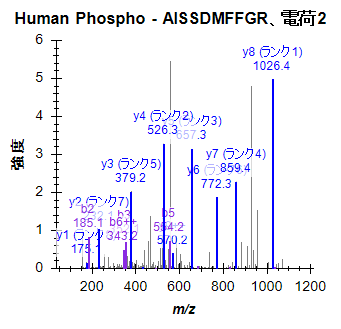 Human Phospho - AISSDMFFGR、電荷2
強度
6
5
4
3
2
1
0
y8 (ランク1)
1026.4
y4 (ランク2)
526.3
ランク3)
657.3
y7 (ランク4)
859.4
y3 (ランク5)
379.2
y6
772.3
y2 (ランク7)
b2
185.1
y1 (ランク
175.
b3
b6++
343.2
b5
554.2
570.2
200 400 600 800 1000 1200
m/z